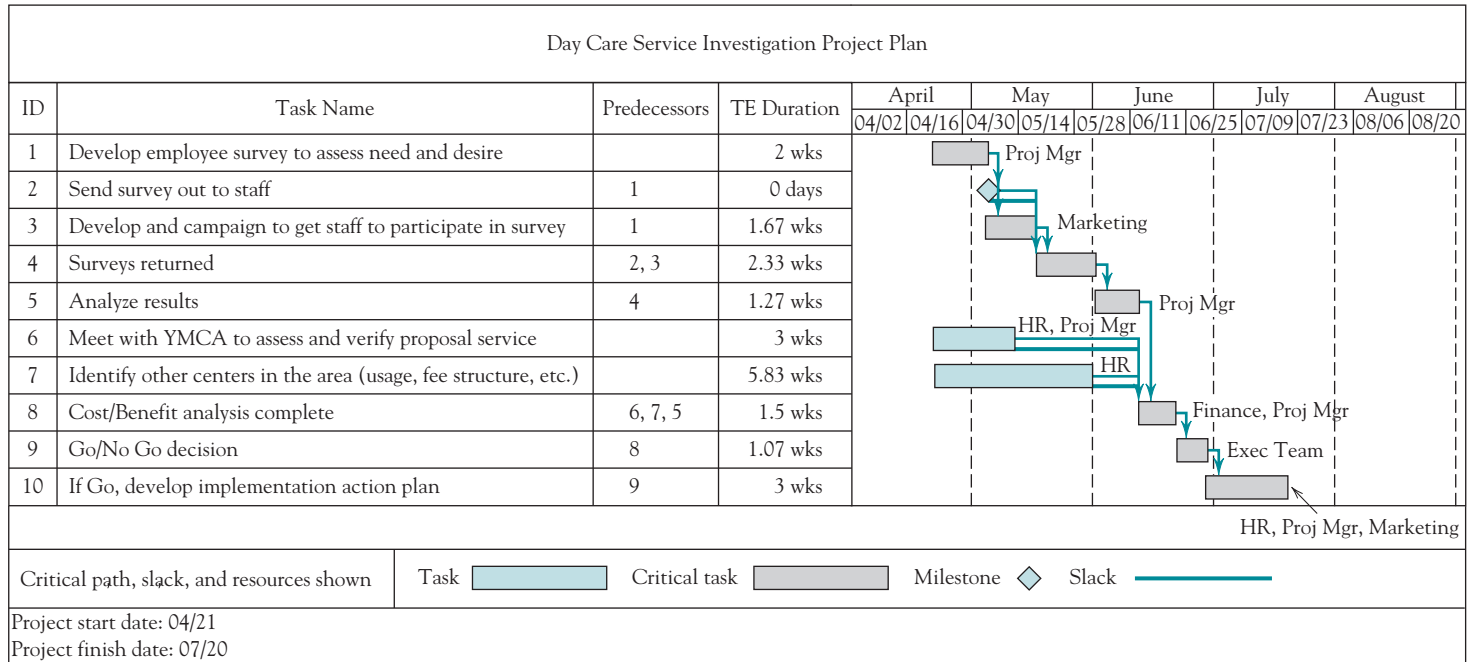 Day Care Service Investigation Project Plan
ID Task Name Predecessors TE Duration April May June July August
04/02 04/16 04/30 05/14 05/28 06/11 06/25 07/09 07/23 08/06 08/20
1 Develop employee survey to assess need and desire 2 wks Proj Mgr
2 Send survey out to staff 1 0 days
3 Develop and campaign to get staff to participate in survey 1 1.67 wks Marketing
4 Surveys returned 2, 3 2.33 wks
5 Analyze results 4 1.27 wks Proj Mgr
6 Meet with YMCA to assess and verify proposal service 3 wks HR, Proj Mgr
7 Identify other centers in the area (usage, fee structure, etc.) 5.83 wks HR
8 Cost/Benefit analysis complete 6, 7, 5 1.5 wks Finance, Proj Mgr
9 Go/No Go decision 8 1.07 wks Exec Team
10 If Go, develop implementation action plan 9 3 wks
HR, Proj Mgr, Marketing
Critical path, slack, and resources shown Task Critical task Milestone Slack
Project start date: 04/21
Project finish date: 07/20